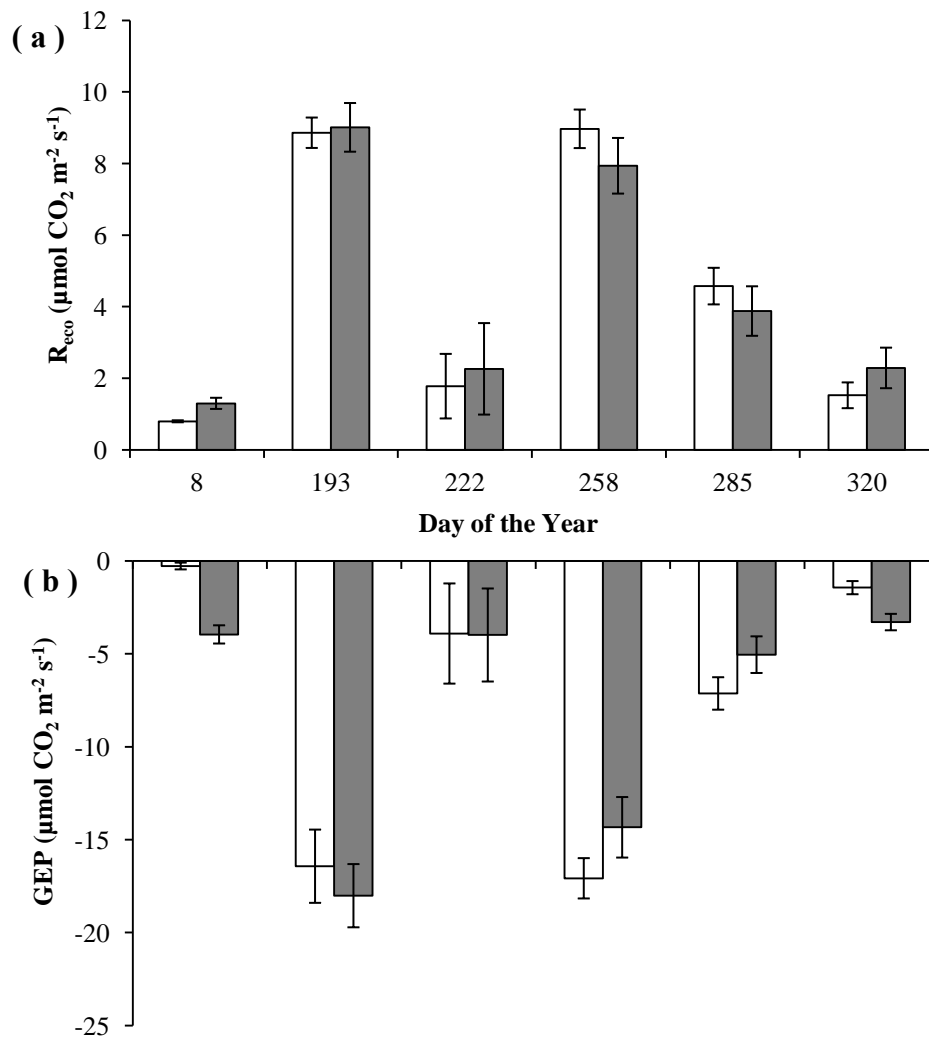 ( a )
12
10
8
6
4
2
0
R_eco (µmol CO₂ m⁻² s⁻¹)
8 193 222 258 285 320
Day of the Year
( b )
0
-5
-10
-15
-20
-25
GEP (µmol CO₂ m⁻² s⁻¹)